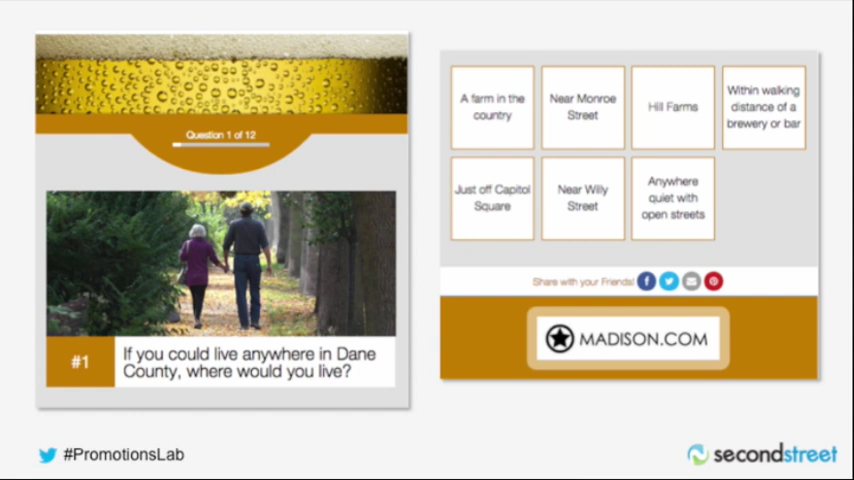 Question 1 of 12
#1
If you could live anywhere in Dane
County, where would you live?
A farm in the
country
Near Monroe
Street
Hill Farms
Within walking
distance of a
brewery or bar
Just off Capitol
Square
Near Willy
Street
Anywhere
quiet with
open streets
Share with your Friends!
MADISON.COM
#PromotionsLab
secondstreet